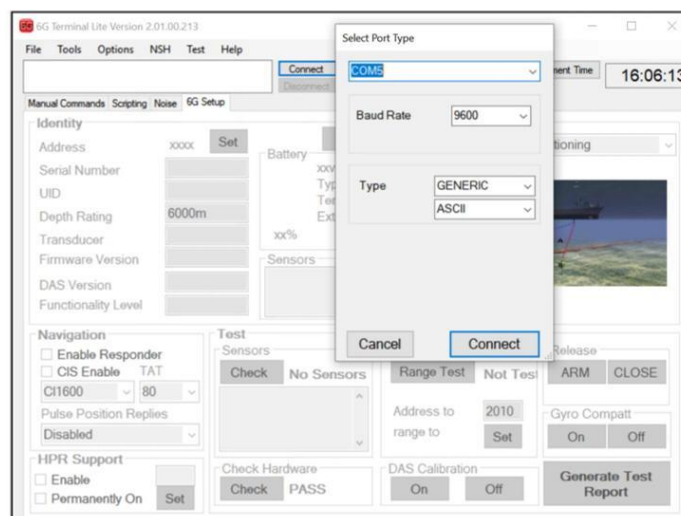 6G Terminal Lite Version 2.01.00.213
File Tools Options NSH Test Help
Connect
Disconnect
Time
16:06:13
Manual Commands Scripting Noise 6G Setup
Select Port Type
COM5
Baud Rate 9600
Type GENERIC
ASCII
Cancel Connect
Identity
Address xxxx Set
Serial Number
UID
Depth Rating 6000m
Transducer
Firmware Version
DAS Version
Functionality Level
Battery
xx%
Sensors
Navigation
Enable Responder
CIS Enable TAT
CI1600 80
Pulse Position Replies
Disabled
HPR Support
Enable
Permanently On Set
Test
Sensors
Check No Sensors
Check Hardware
Check PASS
Range Test Not Test
Address to 2010
range to Set
DAS Calibration
On Off
Release
ARM CLOSE
Gyro Compatt
On Off
Generate Test
Report